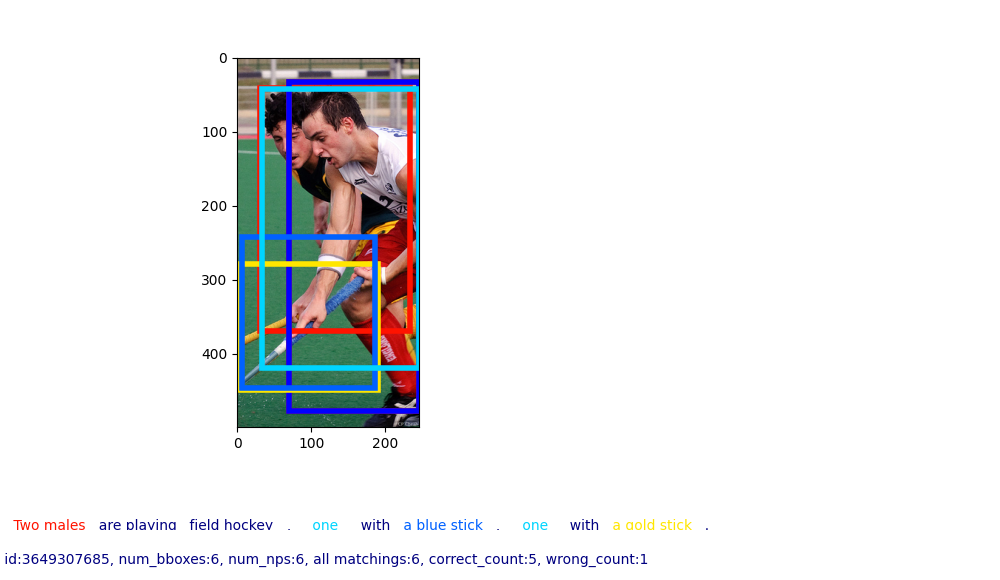 0
100
200
300
400
0 100 200
Two males are playing field hockey . one with a blue stick . one with a gold stick .
id:3649307685, num_bboxes:6, num_nps:6, all matchings:6, correct_count:5, wrong_count:1